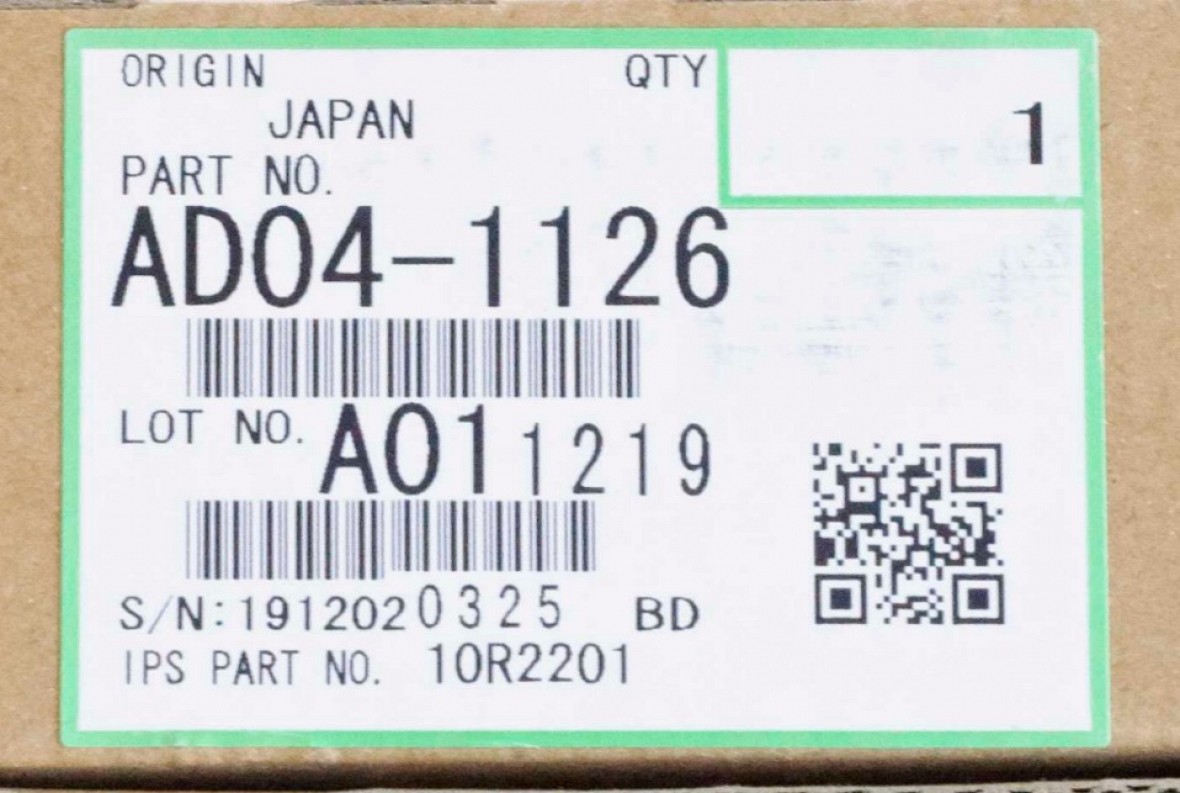 ORIGIN QTY
JAPAN 1
PART NO.
AD04-1126
LOT NO. A011219
S/N:1912020325 BD
IPS PART NO. 10R2201